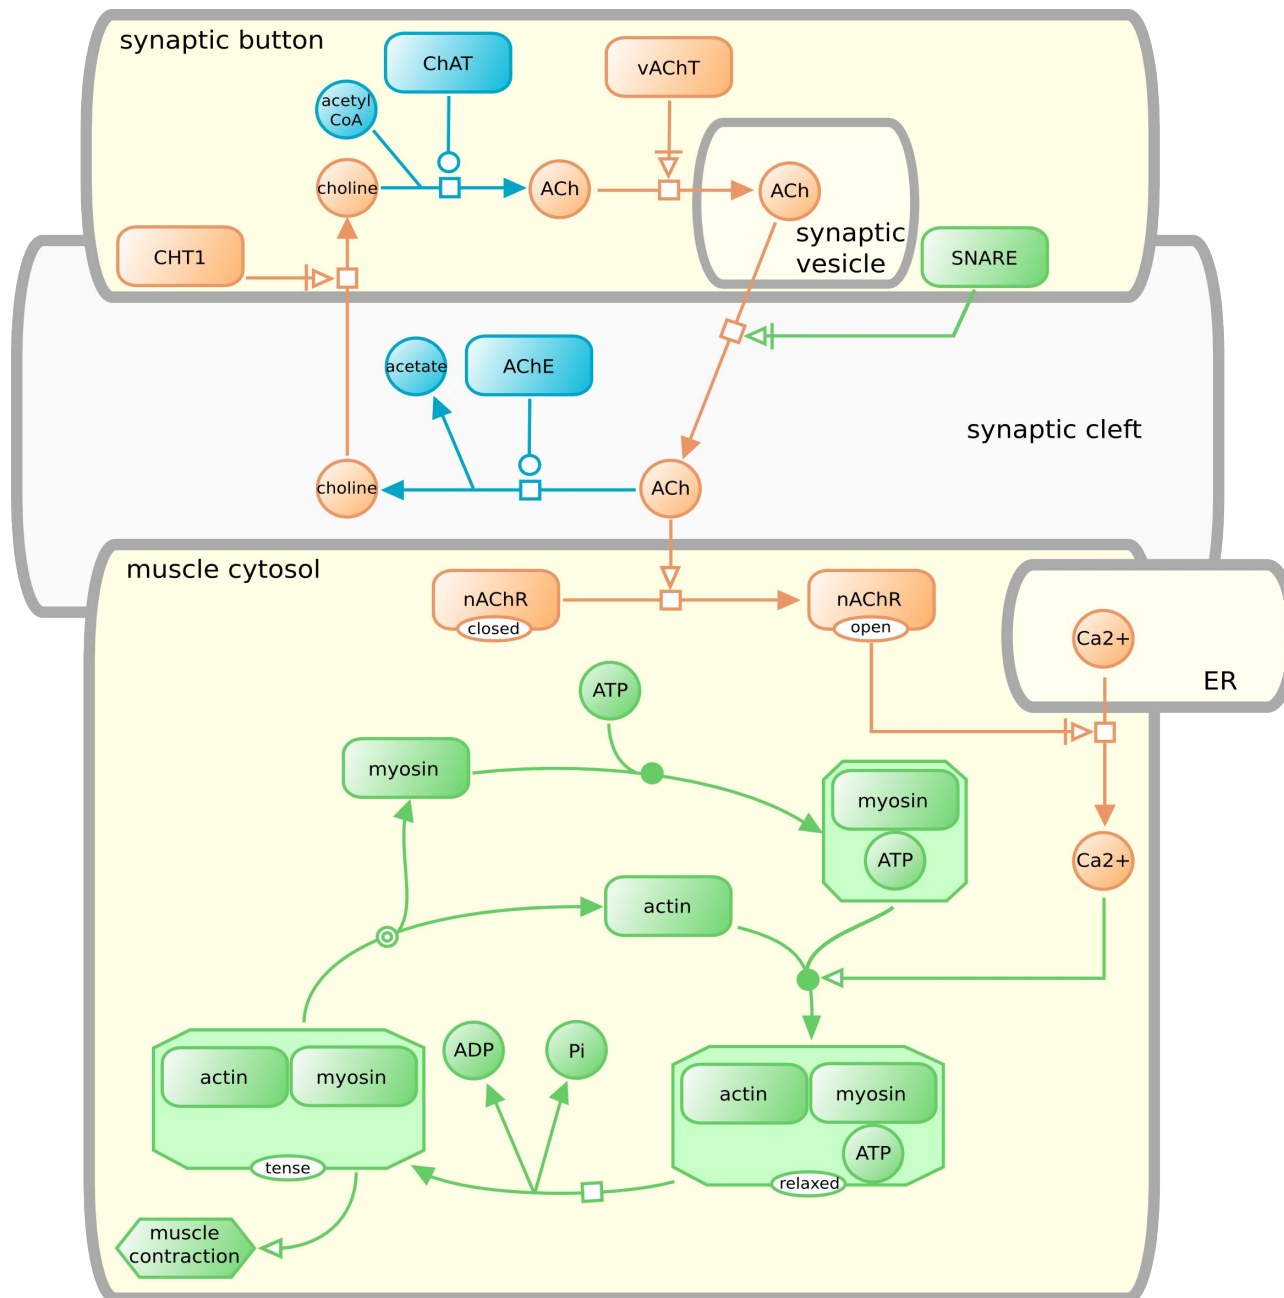 synaptic button
ChAT
vAChT
acetyl
CoA
choline
ACh
ACh
synaptic
vesicle
CHT1
SNARE
acetate
AChE
synaptic cleft
choline
ACh
muscle cytosol
nAChR
closed
nAChR
open
Ca2+
ER
ATP
myosin
myosin
ATP
Ca2+
actin
ADP
Pi
actin
myosin
tense
actin
myosin
ATP
relaxed
muscle
contraction